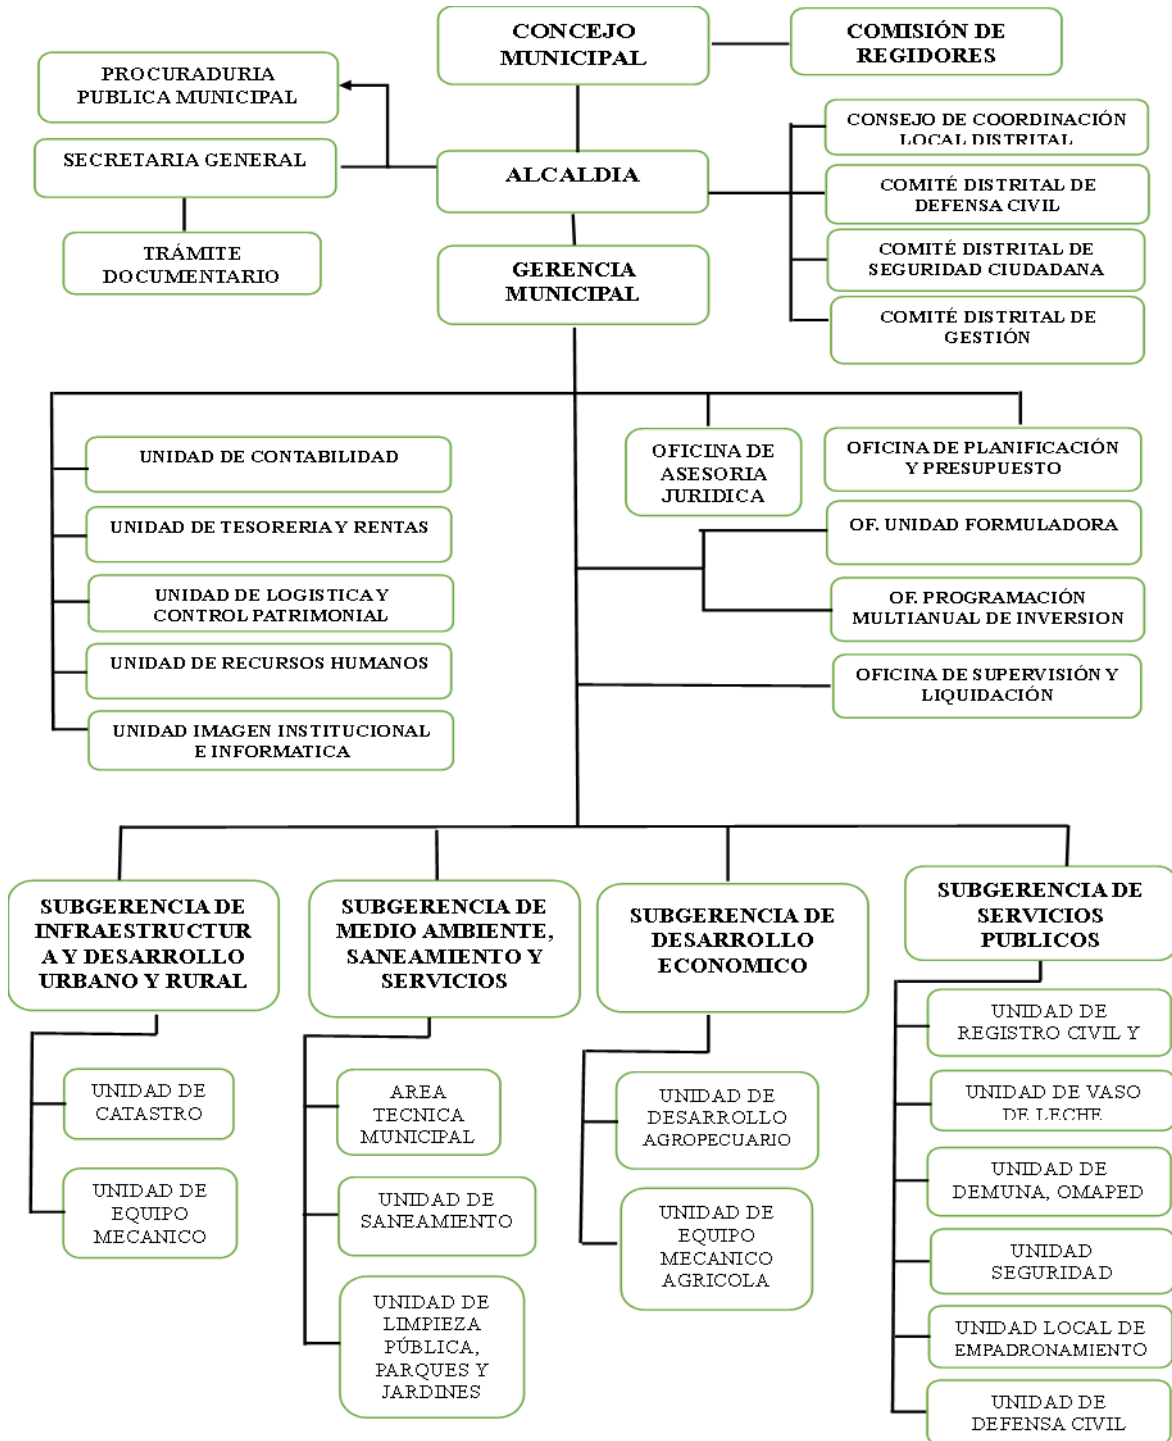 CONCEJO
MUNICIPAL
COMISIÓN DE
REGIDORES
PROCURADURIA
PUBLICA MUNICIPAL
SECRETARIA GENERAL
TRÁMITE
DOCUMENTARIO
ALCALDIA
GERENCIA
MUNICIPAL
CONSEJO DE COORDINACIÓN
LOCAL DISTRITAL
COMITÉ DISTRITAL DE
DEFENSA CIVIL
COMITÉ DISTRITAL DE
SEGURIDAD CIUDADANA
COMITÉ DISTRITAL DE
GESTIÓN
UNIDAD DE CONTABILIDAD
UNIDAD DE TESORERIA Y RENTAS
UNIDAD DE LOGISTICA Y
CONTROL PATRIMONIAL
UNIDAD DE RECURSOS HUMANOS
UNIDAD IMAGEN INSTITUCIONAL
E INFORMATICA
OFICINA DE
ASESORIA
JURIDICA
OFICINA DE PLANIFICACIÓN
Y PRESUPUESTO
OF. UNIDAD FORMULADORA
OF. PROGRAMACIÓN
MULTIANUAL DE INVERSION
OFICINA DE SUPERVISIÓN Y
LIQUIDACIÓN
SUBGERENCIA DE
INFRAESTRUCTUR
A Y DESARROLLO
URBANO Y RURAL
UNIDAD DE
CATASTRO
UNIDAD DE
EQUIPO
MECANICO
SUBGERENCIA DE
MEDIO AMBIENTE,
SANEAMIENTO Y
SERVICIOS
AREA
TECNICA
MUNICIPAL
UNIDAD DE
SANEAMIENTO
UNIDAD DE
LIMPIEZA
PÚBLICA,
PARQUES Y
JARDINES
SUBGERENCIA DE
DESARROLLO
ECONOMICO
UNIDAD DE
DESARROLLO
AGROPECUARIO
UNIDAD DE
EQUIPO
MECANICO
AGRICOLA
SUBGERENCIA DE
SERVICIOS
PUBLICOS
UNIDAD DE
REGISTRO CIVIL Y
UNIDAD DE VASO
DE LECHE
UNIDAD DE
DEMUNA, OMAPED
UNIDAD
SEGURIDAD
UNIDAD LOCAL DE
EMPADRONAMIENTO
UNIDAD DE
DEFENSA CIVIL